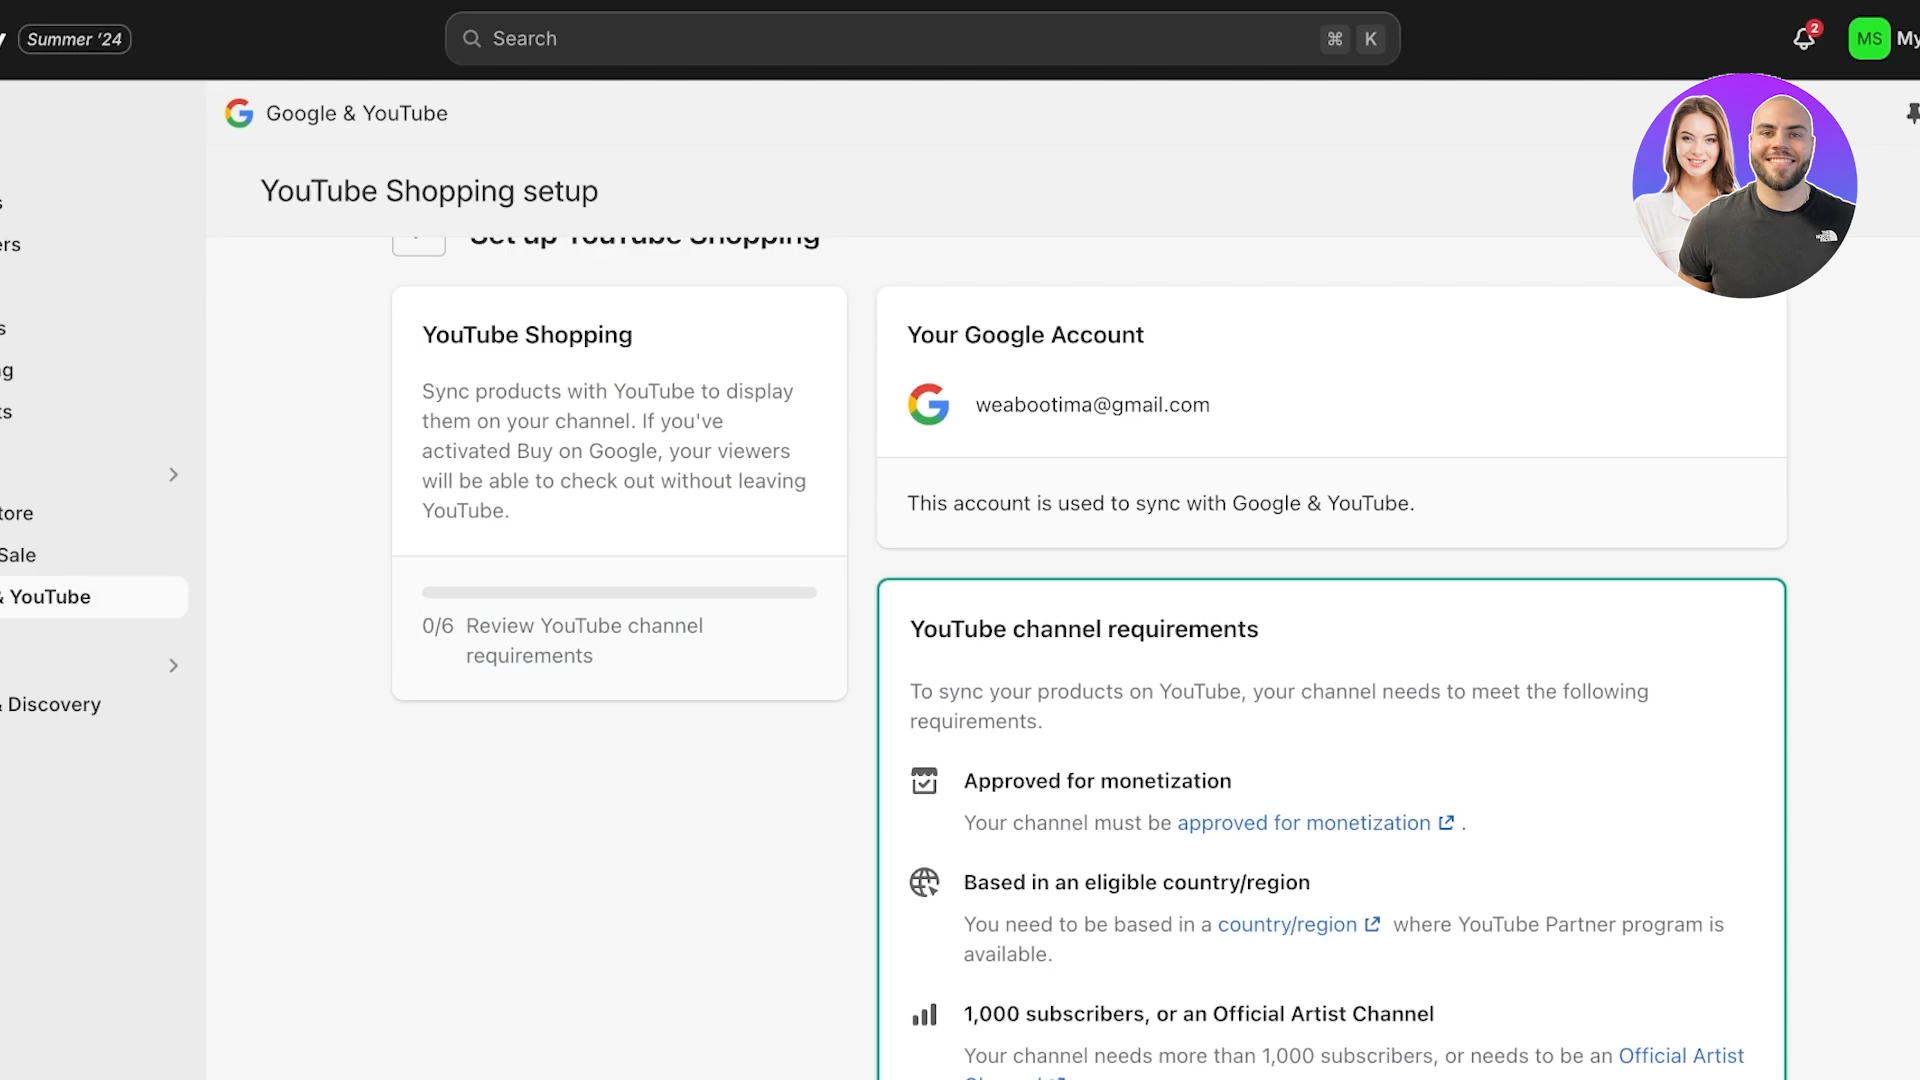 Summer '24
Search
⌘ K
2
MS My
Google & YouTube
YouTube Shopping setup
Set up YouTube Shopping
s
ers
s
ng
ts
tore
Sale
& YouTube
& Discovery
YouTube Shopping
Sync products with YouTube to display
them on your channel. If you've
activated Buy on Google, your viewers
will be able to check out without leaving
YouTube.
0/6 Review YouTube channel
requirements
Your Google Account
weabootima@gmail.com
This account is used to sync with Google & YouTube.
YouTube channel requirements
To sync your products on YouTube, your channel needs to meet the following
requirements.
Approved for monetization
Your channel must be approved for monetization .
Based in an eligible country/region
You need to be based in a country/region where YouTube Partner program is
available.
1,000 subscribers, or an Official Artist Channel
Your channel needs more than 1,000 subscribers, or needs to be an Official Artist